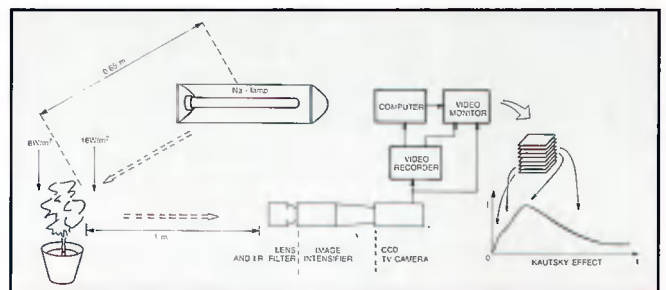 0.65 m
Na - lamp
8W/m²
16W/m²
1 m
COMPUTER
VIDEO
MONITOR
VIDEO
RECORDER
LENS
AND I.R. FILTER
IMAGE
INTENSIFIER
CCD
TV CAMERA
I
t
KAUTSKY EFFECT